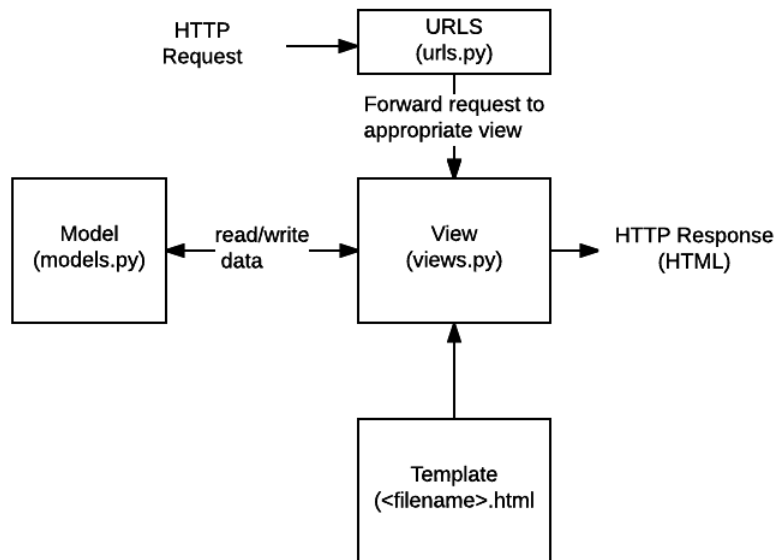 HTTP
Request
URLS
(urls.py)
Forward request to
appropriate view
Model
(models.py)
read/write
data
View
(views.py)
HTTP Response
(HTML)
Template
(<filename>.html